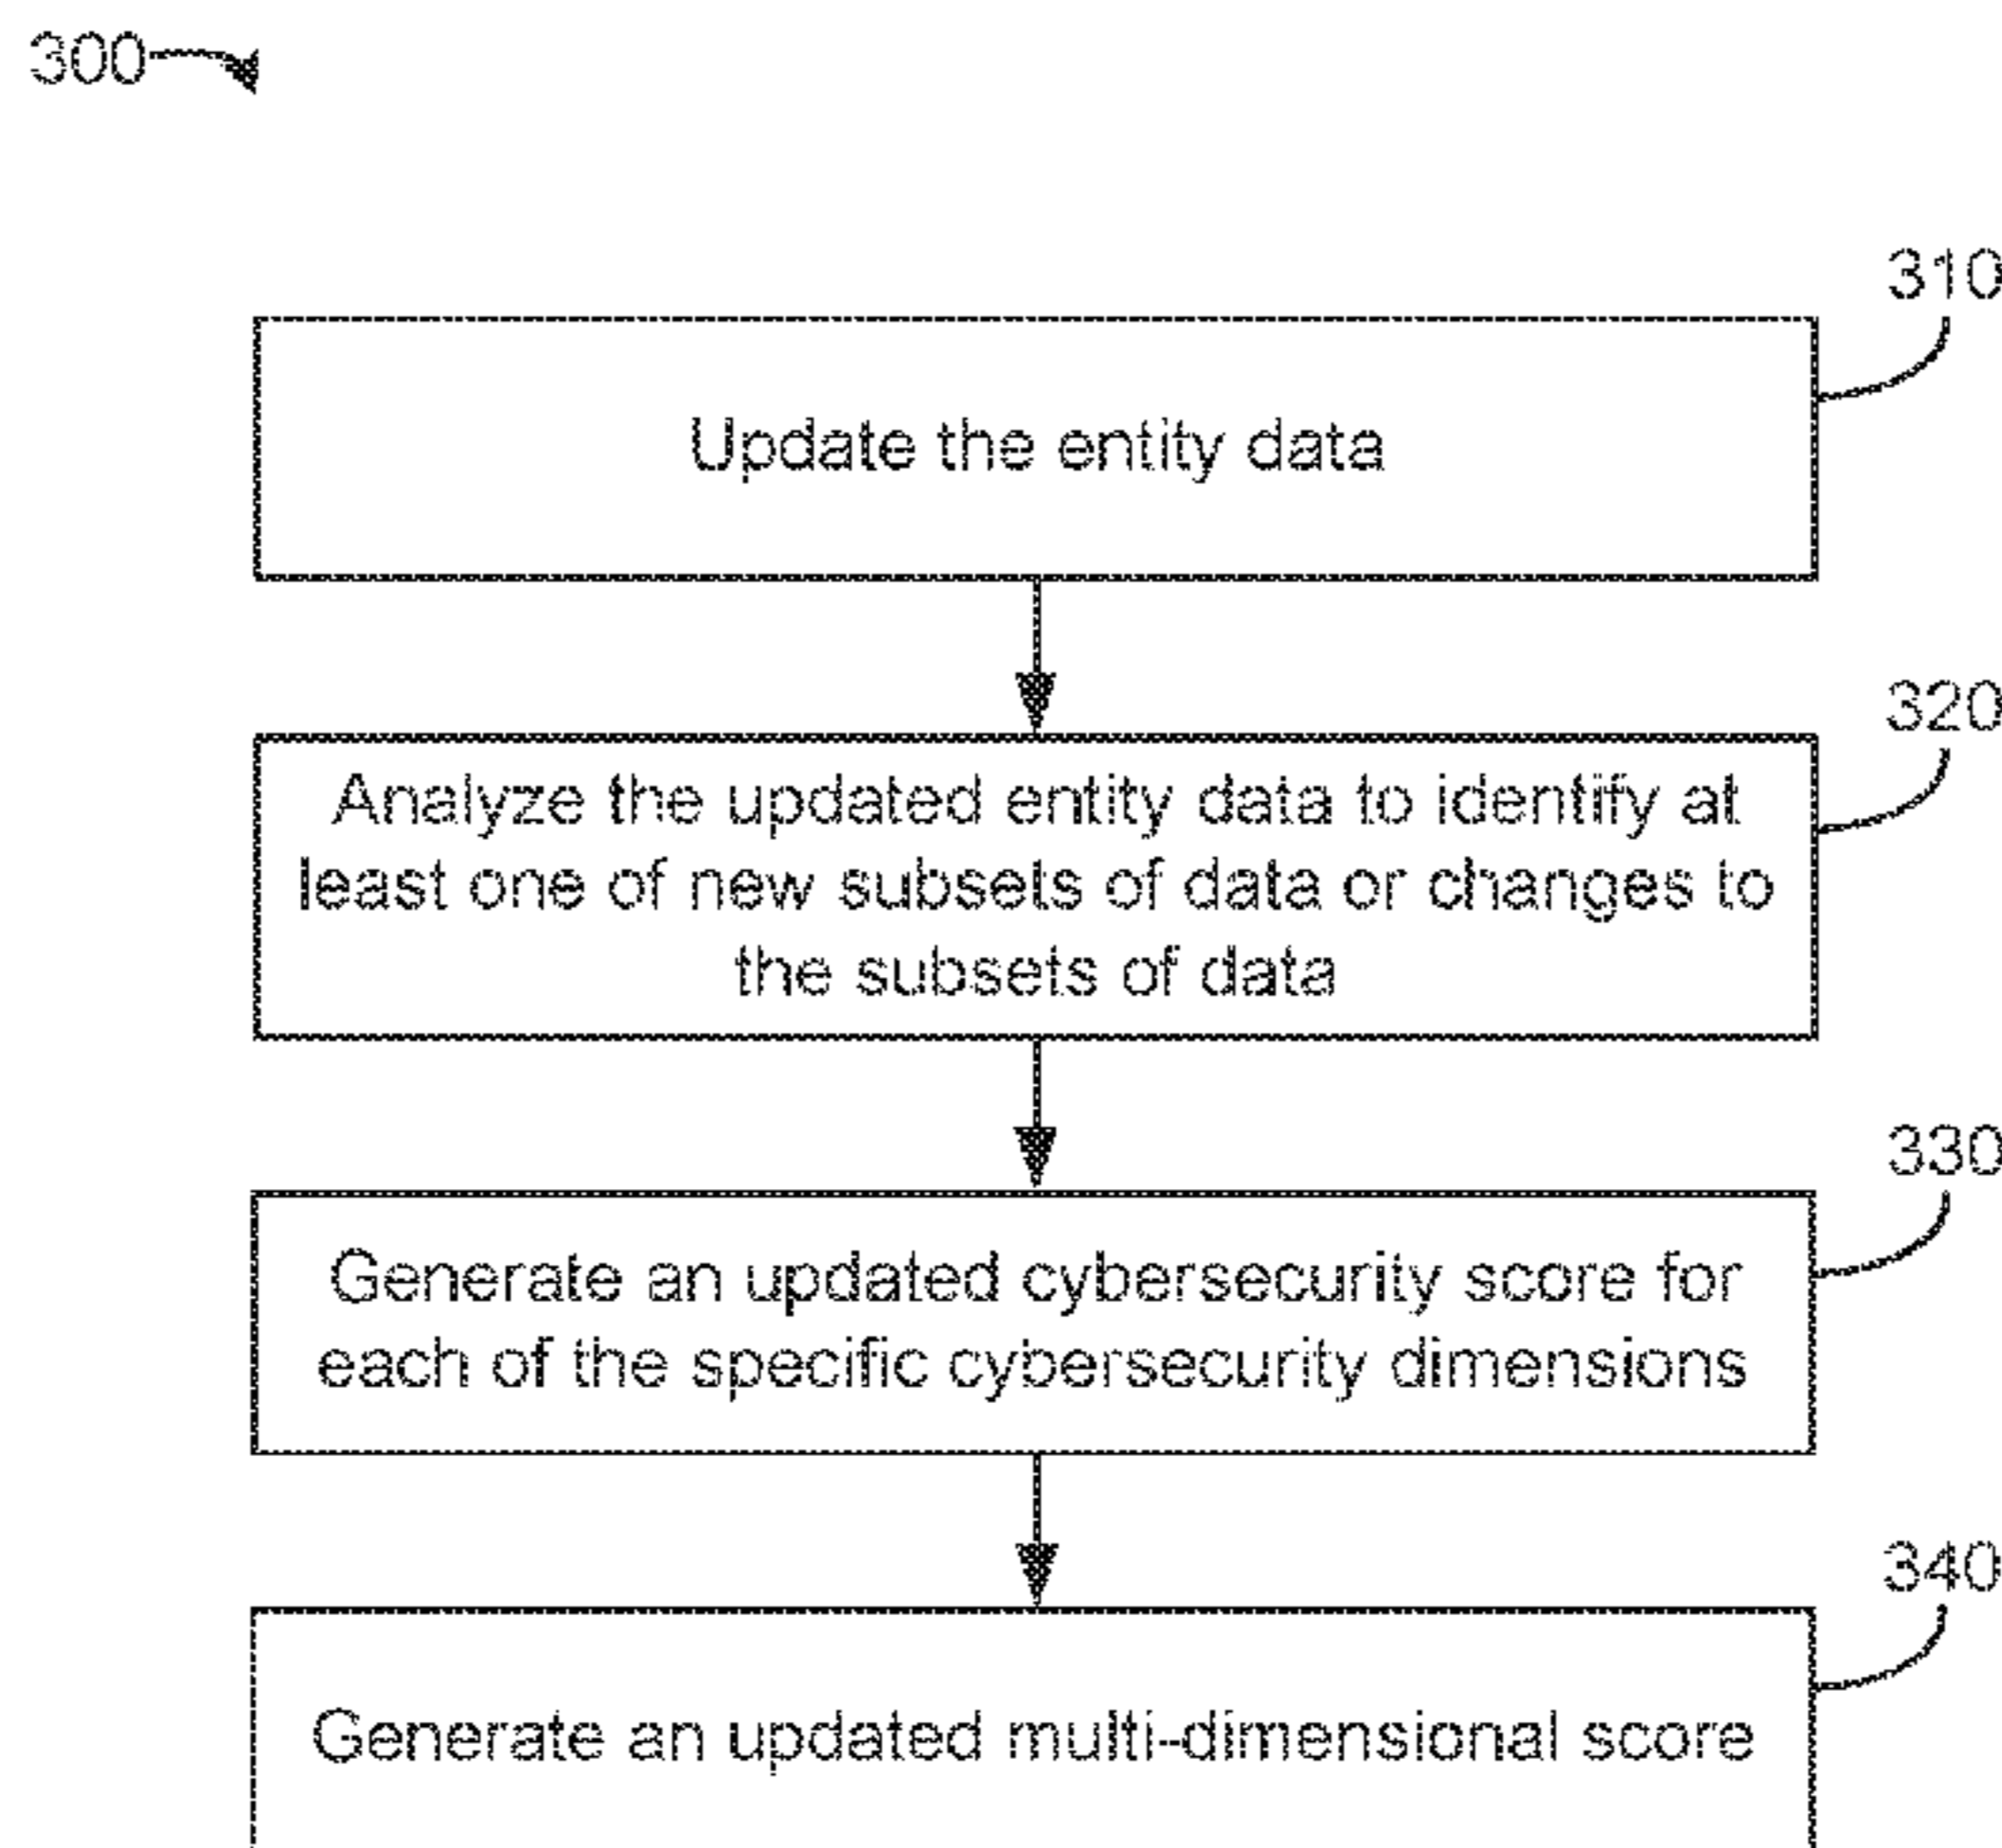 300
310
Update the entity data
320
Analyze the updated entity data to identify at
least one of new subsets of data or changes to
the subsets of data
330
Generate an updated cybersecurity score for
each of the specific cybersecurity dimensions
340
Generate an updated multi-dimensional score